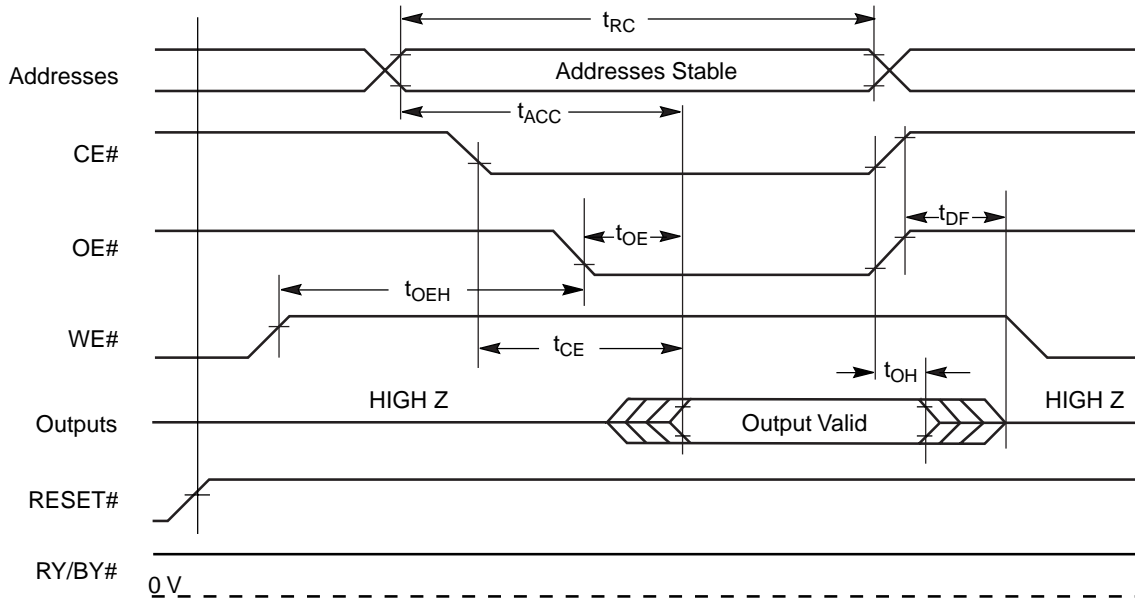 tRC
Addresses
Addresses Stable
tACC
CE#
tDF
OE#
tOE
tOEH
WE#
tCE
tOH
HIGH Z
HIGH Z
Outputs
Output Valid
RESET#
RY/BY#
0 V